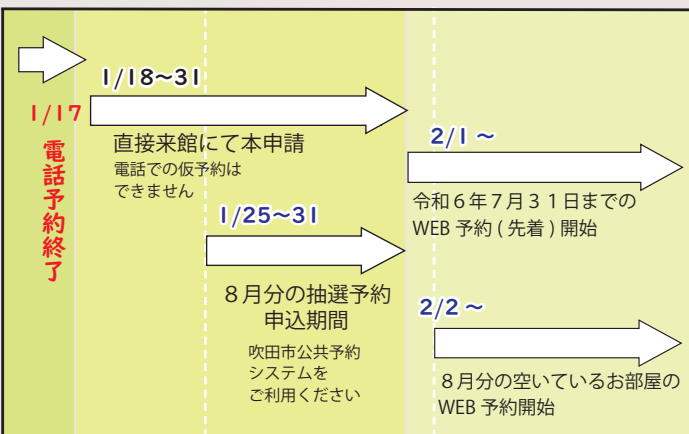 1/17
電話予約終了
1/18~31
直接来館にて本申請
電話での仮予約は
できません
1/25~31
8月分の抽選予約
申込期間
吹田市公共予約
システムを
ご利用ください
2/1 ~
令和6年7月31日までの
WEB 予約 ( 先着 ) 開始
2/2 ~
8月分の空いているお部屋の
WEB 予約開始